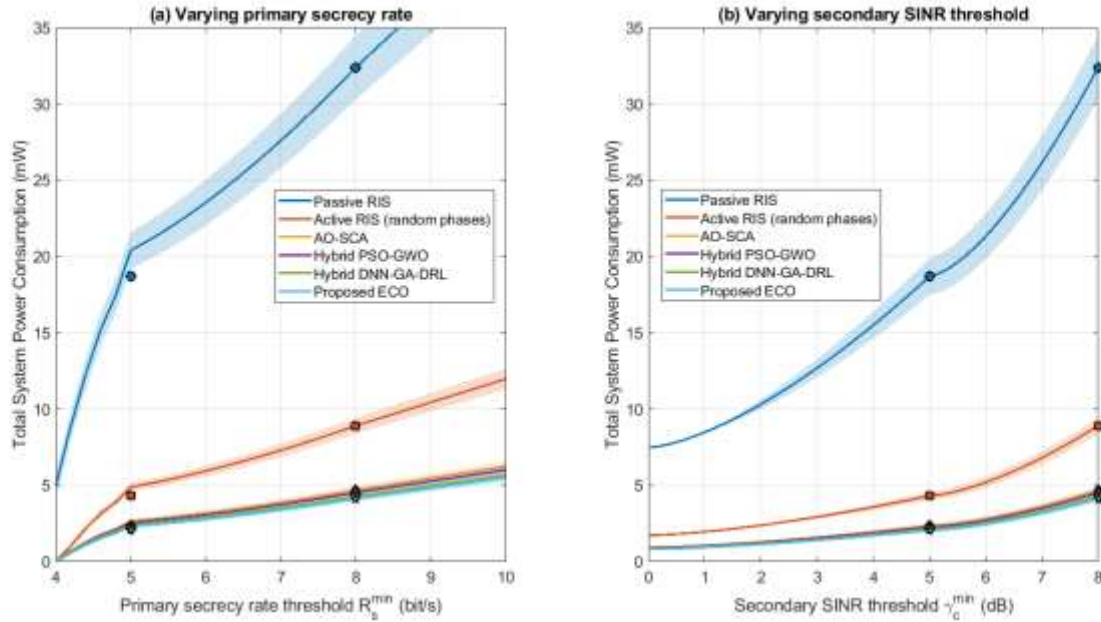 (a) Varying primary secrecy rate
35
30
25
20
15
10
5
0
Total System Power Consumption (mW)
Passive RIS
Active RIS (random phases)
AO-SCA
Hybrid PSO-GWO
Hybrid DNN-GA-DRL
Proposed ECO
4 5 6 7 8 9 10
Primary secrecy rate threshold R_s^min (bit/s)
(b) Varying secondary SINR threshold
35
30
25
20
15
10
5
0
Total System Power Consumption (mW)
Passive RIS
Active RIS (random phases)
AO-SCA
Hybrid PSO-GWO
Hybrid DNN-GA-DRL
Proposed ECO
0 1 2 3 4 5 6 7 8
Secondary SINR threshold γ_c^min (dB)